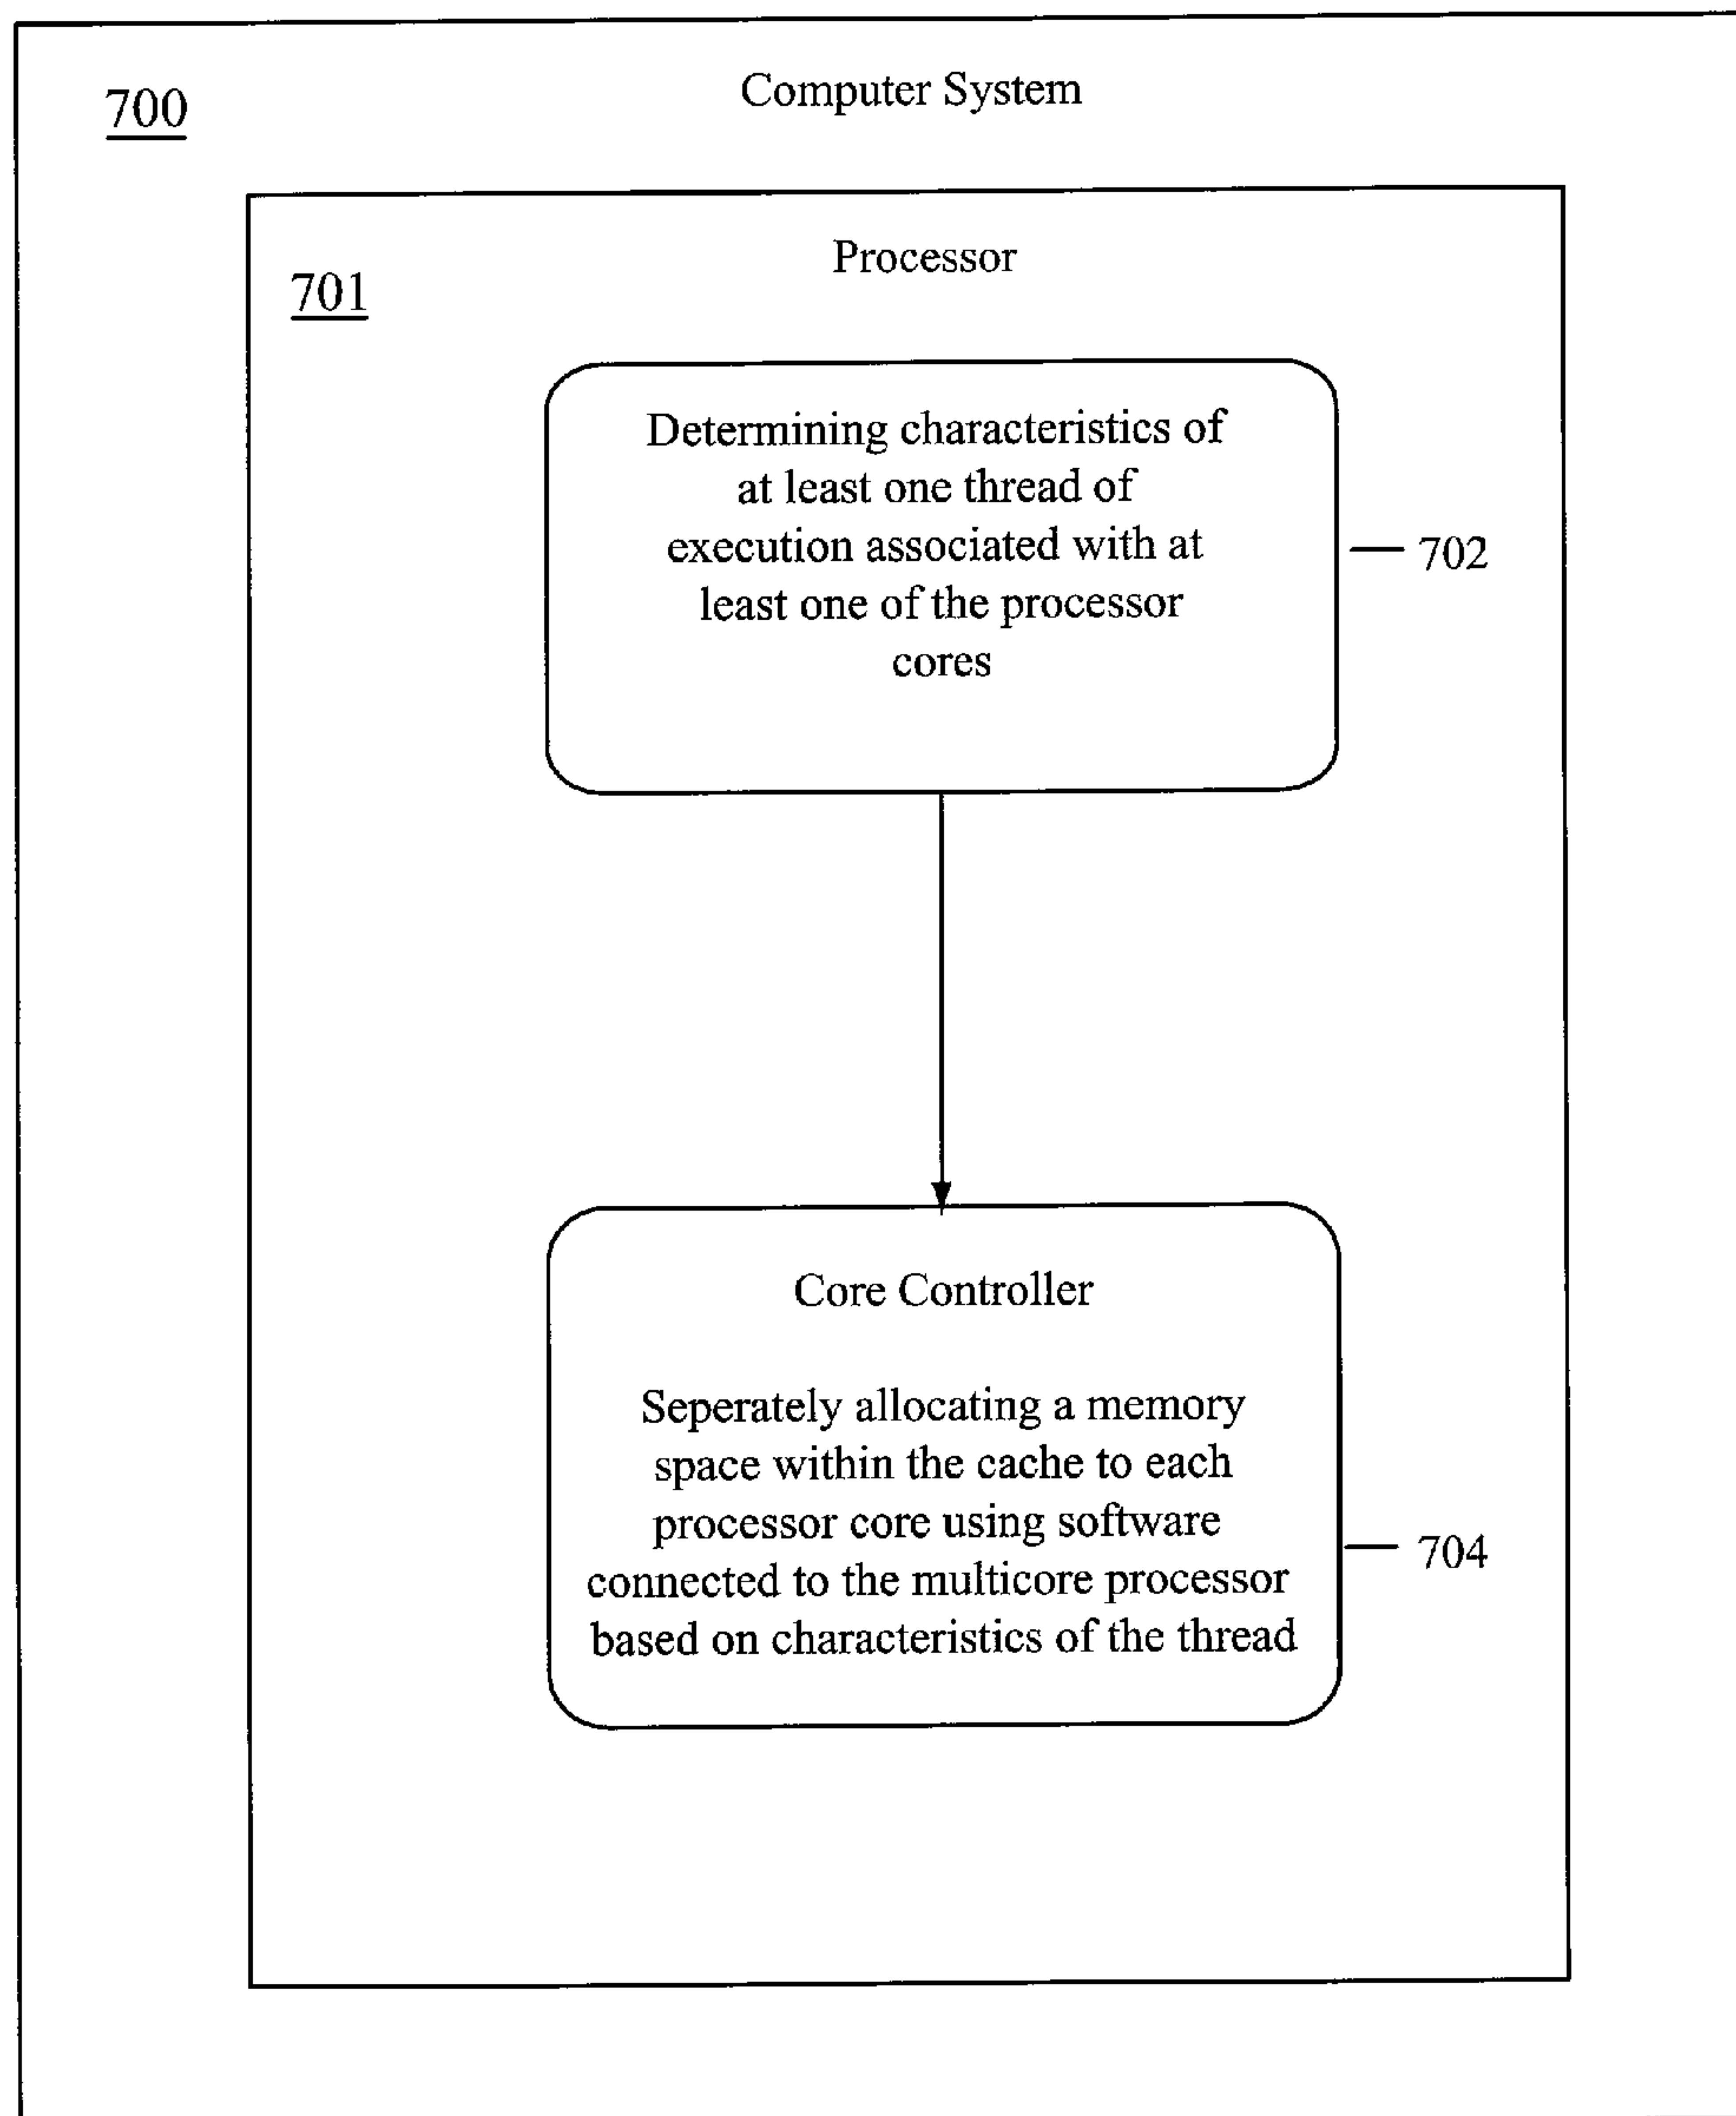 Computer System
700
Processor
701
Determining characteristics of
at least one thread of
execution associated with at
least one of the processor
cores
702
Core Controller
Seperately allocating a memory
space within the cache to each
processor core using software
connected to the multicore processor
based on characteristics of the thread
704